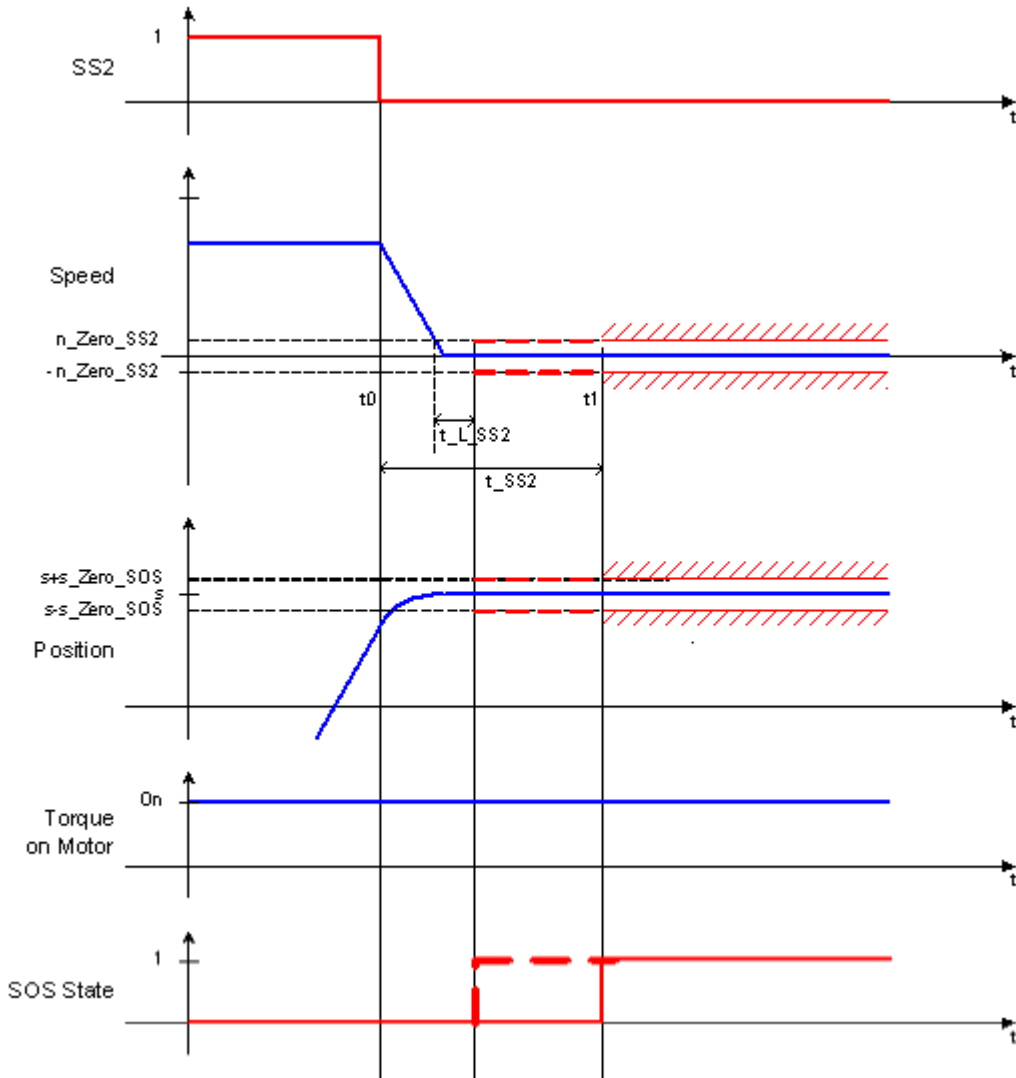 1
SS2
t
Speed
n_Zero_SS2
-n_Zero_SS2
t
t0
t1
t_L_SS2
t_SS2
s+s_Zero_SOS
s
s-s_Zero_SOS
Position
t
On
Torque
on Motor
t
1
SOS State
t